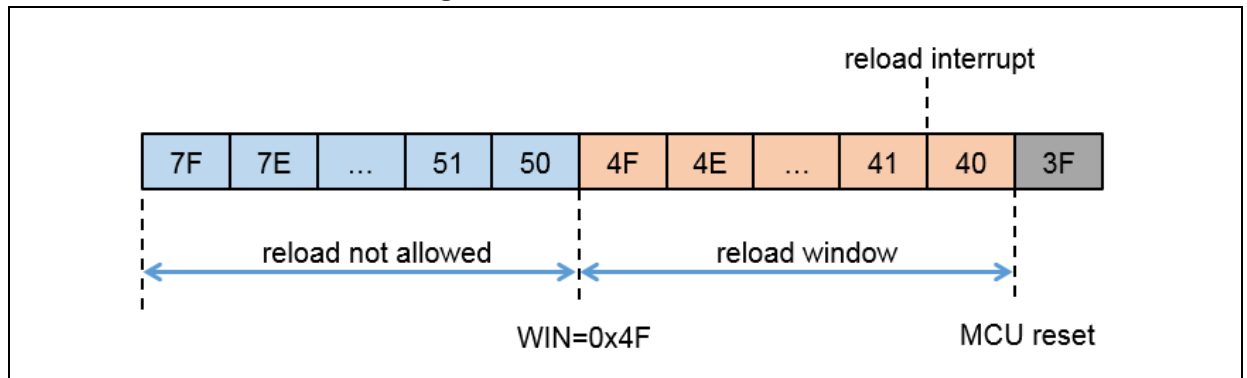 reload interrupt
7F 7E ... 51 50 4F 4E ... 41 40 3F
reload not allowed reload window
WIN=0x4F MCU reset